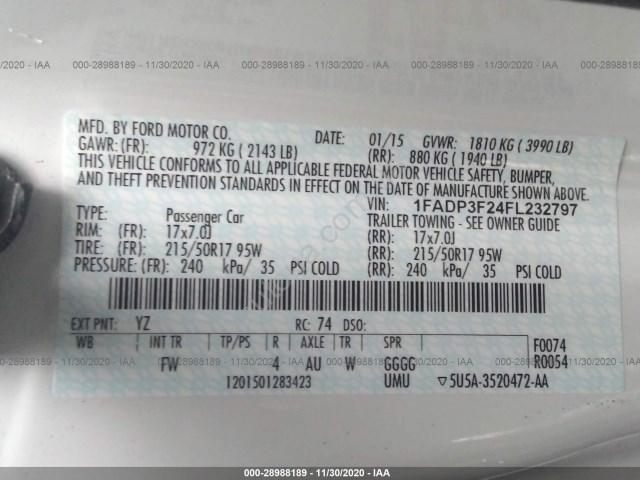 000-28988189 - 11/30/2020 - IAA
MFD. BY FORD MOTOR CO. DATE: 01/15 GVWR: 1810 KG ( 3990 LB)
GAWR: (FR): 972 KG ( 2143 LB) (RR): 880 KG ( 1940 LB)
THIS VEHICLE CONFORMS TO ALL APPLICABLE FEDERAL MOTOR VEHICLE SAFETY, BUMPER,
AND THEFT PREVENTION STANDARDS IN EFFECT ON THE DATE OF MANUFACTURE SHOWN ABOVE.
VIN: 1FADP3F24FL232797
TYPE: Passenger Car TRAILER TOWING - SEE OWNER GUIDE
RIM: (FR): 17x7.0J (RR): 17x7.0J
TIRE: (FR): 215/50R17 95W (RR): 215/50R17 95W
PRESSURE: (FR): 240 kPa/ 35 PSI COLD (RR): 240 kPa/ 35 PSI COLD
EXT PNT: YZ RC: 74 DSO:
WB INT TR TP/PS R AXLE TR SPR F0074
FW 4 AU W GGGG R0054
1201501283423 UMU ▽5U5A-3520472-AA
000-28988189 - 11/30/2020 - IAA